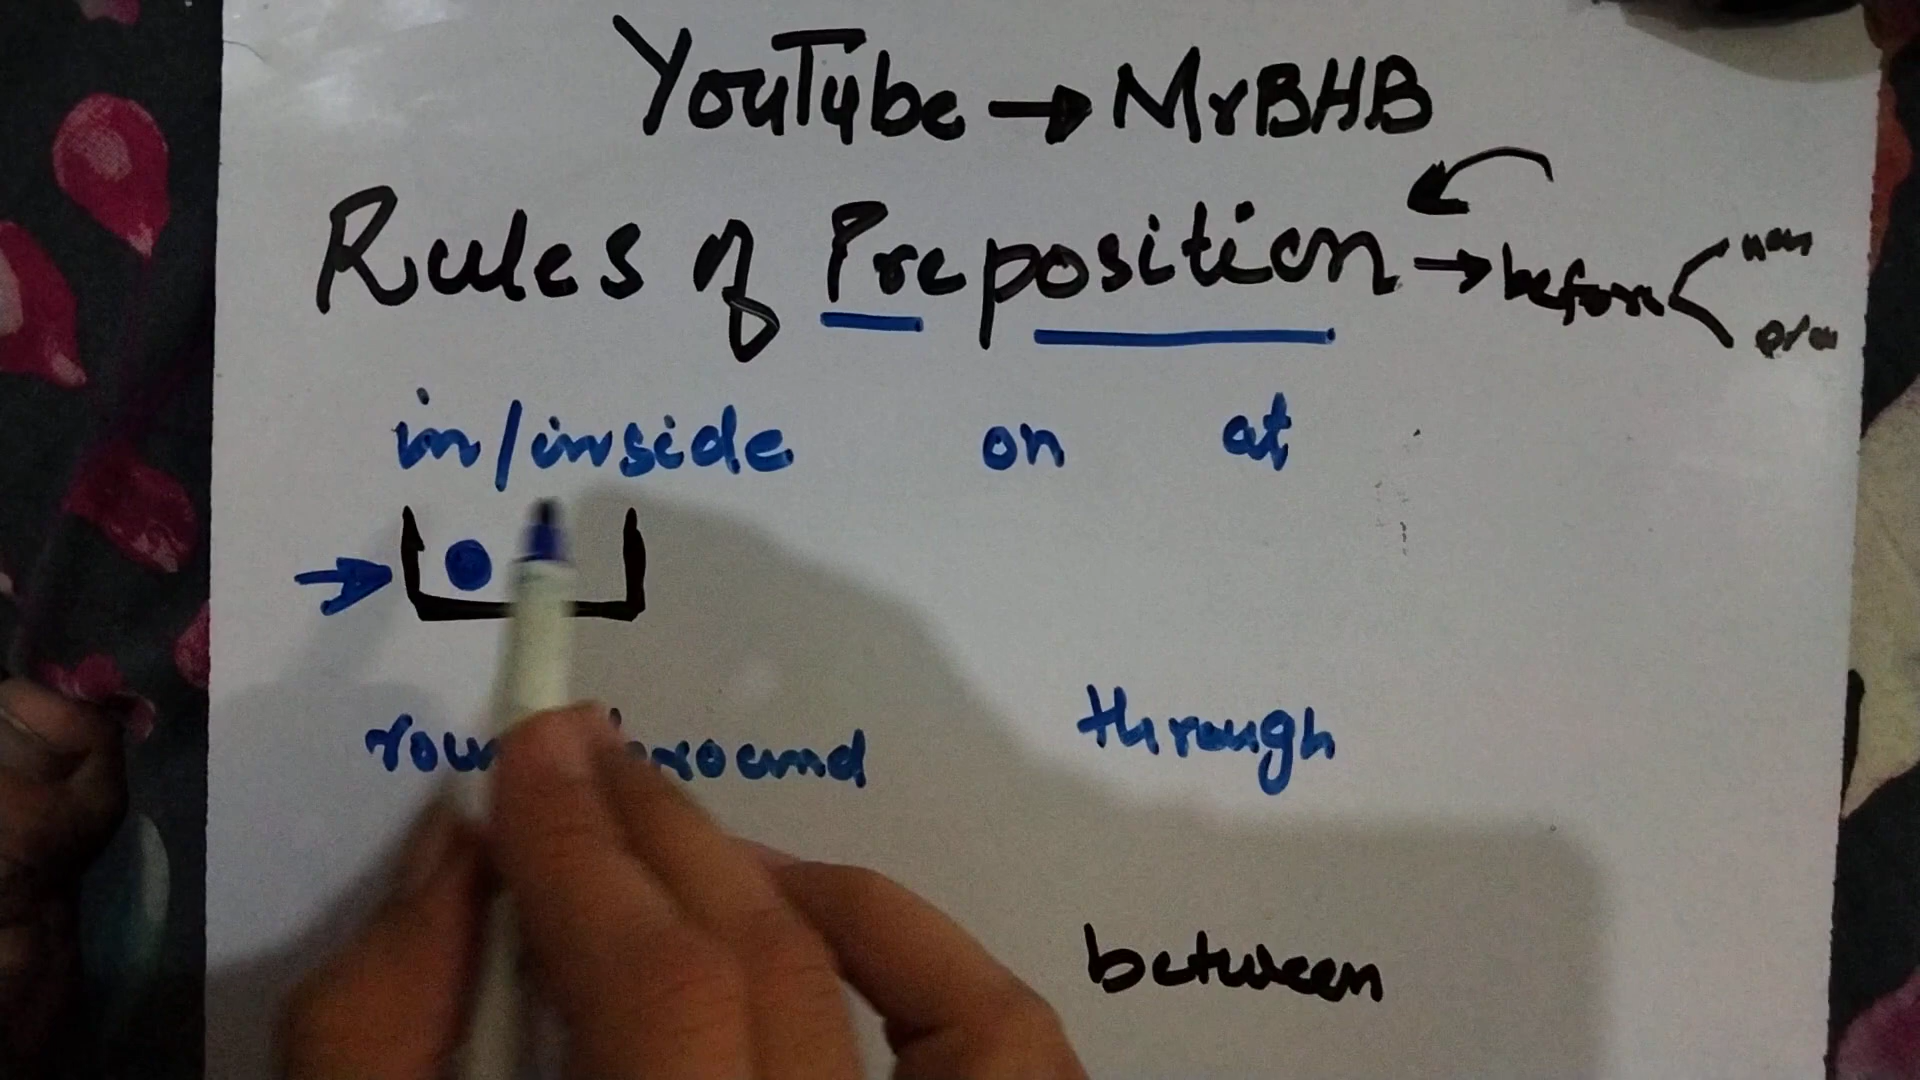 YouTube → MrBHB
Rules of Preposition → before
in/inside on at
through
between